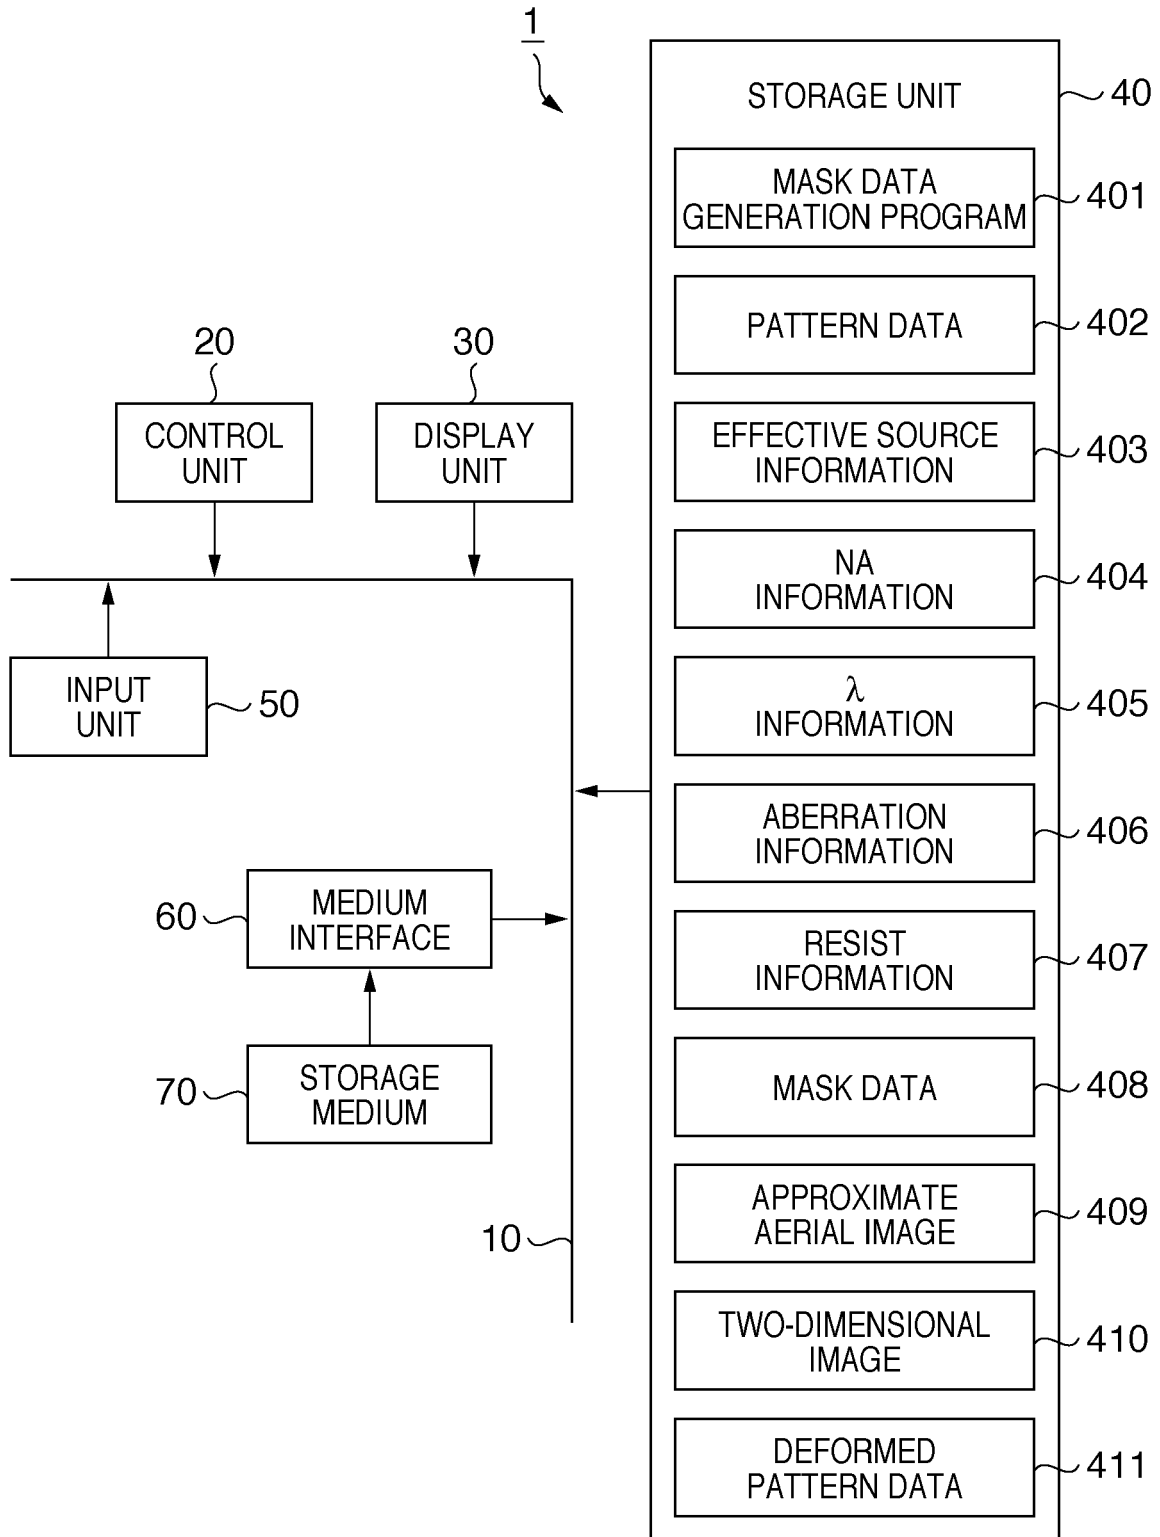 1
STORAGE UNIT
40
MASK DATA
GENERATION PROGRAM
401
PATTERN DATA
402
20
30
CONTROL
UNIT
DISPLAY
UNIT
EFFECTIVE SOURCE
INFORMATION
403
NA
INFORMATION
404
INPUT
UNIT
50
λ
INFORMATION
405
ABERRATION
INFORMATION
406
60
MEDIUM
INTERFACE
RESIST
INFORMATION
407
70
STORAGE
MEDIUM
MASK DATA
408
10
APPROXIMATE
AERIAL IMAGE
409
TWO-DIMENSIONAL
IMAGE
410
DEFORMED
PATTERN DATA
411